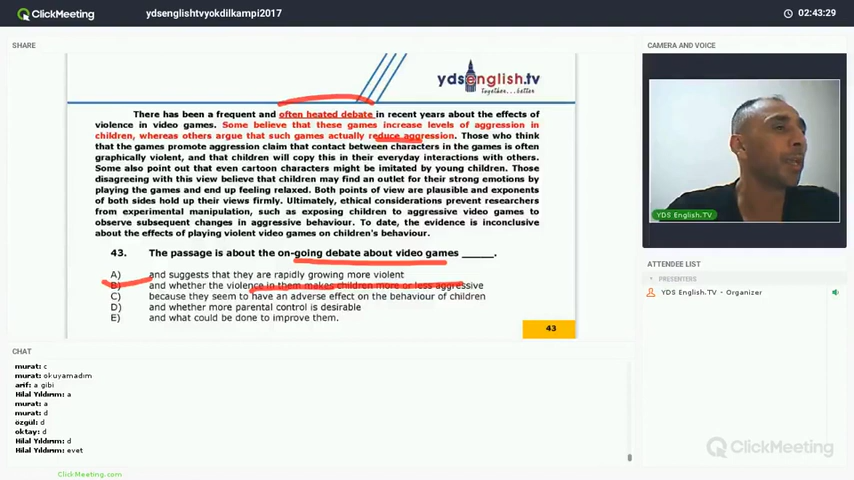 ClickMeeting
ydsenglishtvyokdilkampi2017
02:43:29
SHARE
CAMERA AND VOICE
ydsenglish.tv
Together...better
There has been a frequent and often heated debate in recent years about the effects of
violence in video games. Some believe that these games increase levels of aggression in
children, whereas others argue that such games actually reduce aggression. Those who think
that the games promote aggression claim that contact between characters in the games is often
graphically violent, and that children will copy this in their everyday interactions with others.
Some also point out that even cartoon characters might be imitated by young children. Those
disagreeing with this view believe that children may find an outlet for their strong emotions by
playing the games and end up feeling relaxed. Both points of view are plausible and exponents
of both sides hold up their views firmly. Ultimately, ethical considerations prevent researchers
from experimental manipulation, such as exposing children to aggressive video games to
observe subsequent changes in aggressive behaviour. To date, the evidence is inconclusive
about the effects of playing violent video games on children's behaviour.
43. The passage is about the on-going debate about video games _____.
A) and suggests that they are rapidly growing more violent
B) and whether the violence in them makes children more or less aggressive
C) because they seem to have an adverse effect on the behaviour of children
D) and whether more parental control is desirable
E) and what could be done to improve them.
43
YDS English.TV
ATTENDEE LIST
PRESENTERS
YDS English.TV - Organizer
CHAT
murat: c
murat: okuyamadım
arif: a gibi
Hilal Yıldırım: a
murat: a
murat: d
özgül: d
oktay: d
Hilal Yıldırım: d
Hilal Yıldırım: evet
ClickMeeting
ClickMeeting.com